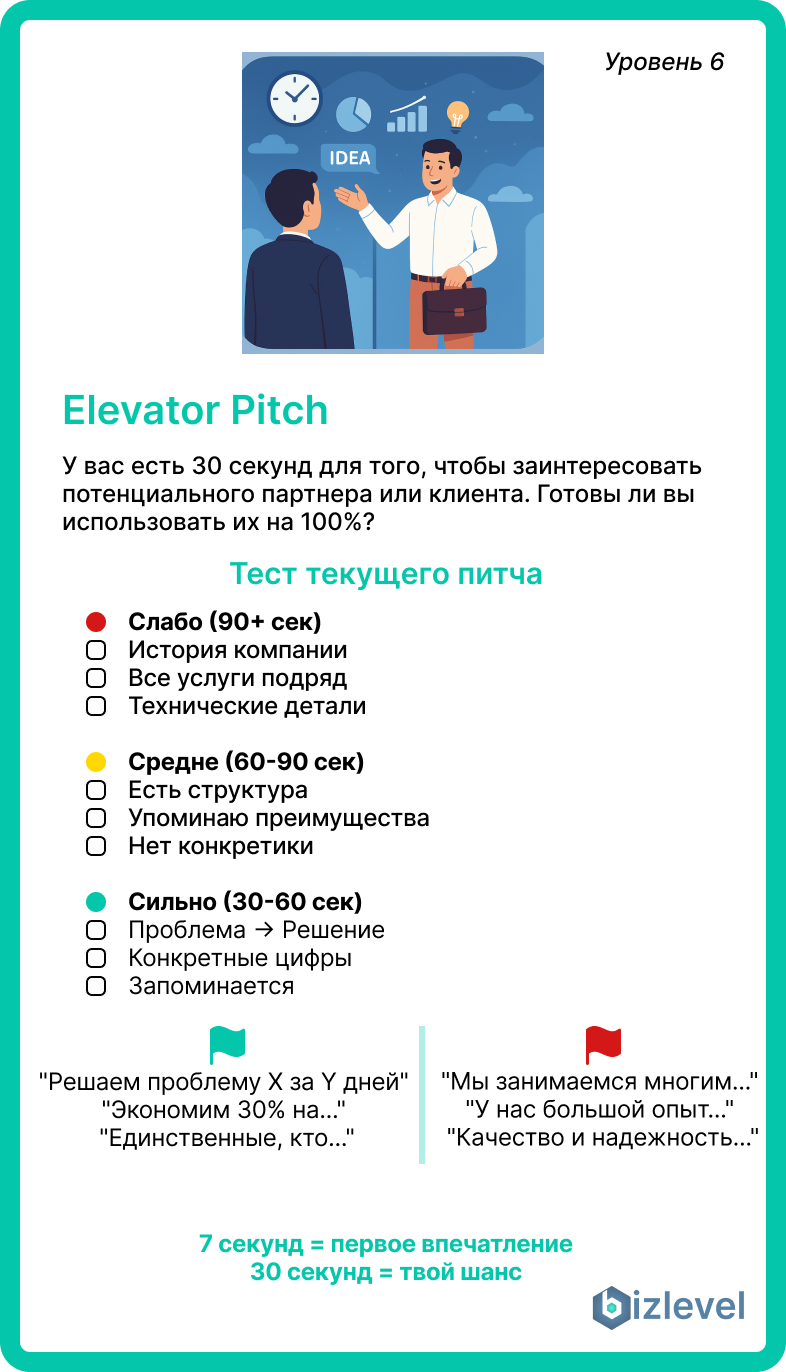 Уровень 6
IDEA
Elevator Pitch
У вас есть 30 секунд для того, чтобы заинтересовать
потенциального партнера или клиента. Готовы ли вы
использовать их на 100%?
Тест текущего питча
Слабо (90+ сек)
История компании
Все услуги подряд
Технические детали
Средне (60-90 сек)
Есть структура
Упоминаю преимущества
Нет конкретики
Сильно (30-60 сек)
Проблема → Решение
Конкретные цифры
Запоминается
"Решаем проблему X за Y дней"
"Экономим 30% на..."
"Единственные, кто..."
"Мы занимаемся многим..."
"У нас большой опыт..."
"Качество и надежность..."
7 секунд = первое впечатление
30 секунд = твой шанс
bizlevel